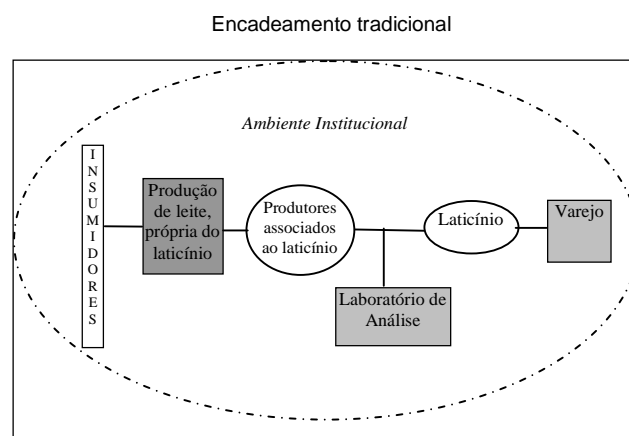 Encadeamento tradicional
Ambiente Institucional
INSUMIDORES
Produção
de leite,
própria do
laticínio
Produtores
associados
ao laticínio
Laticínio
Varejo
Laboratório de
Análise